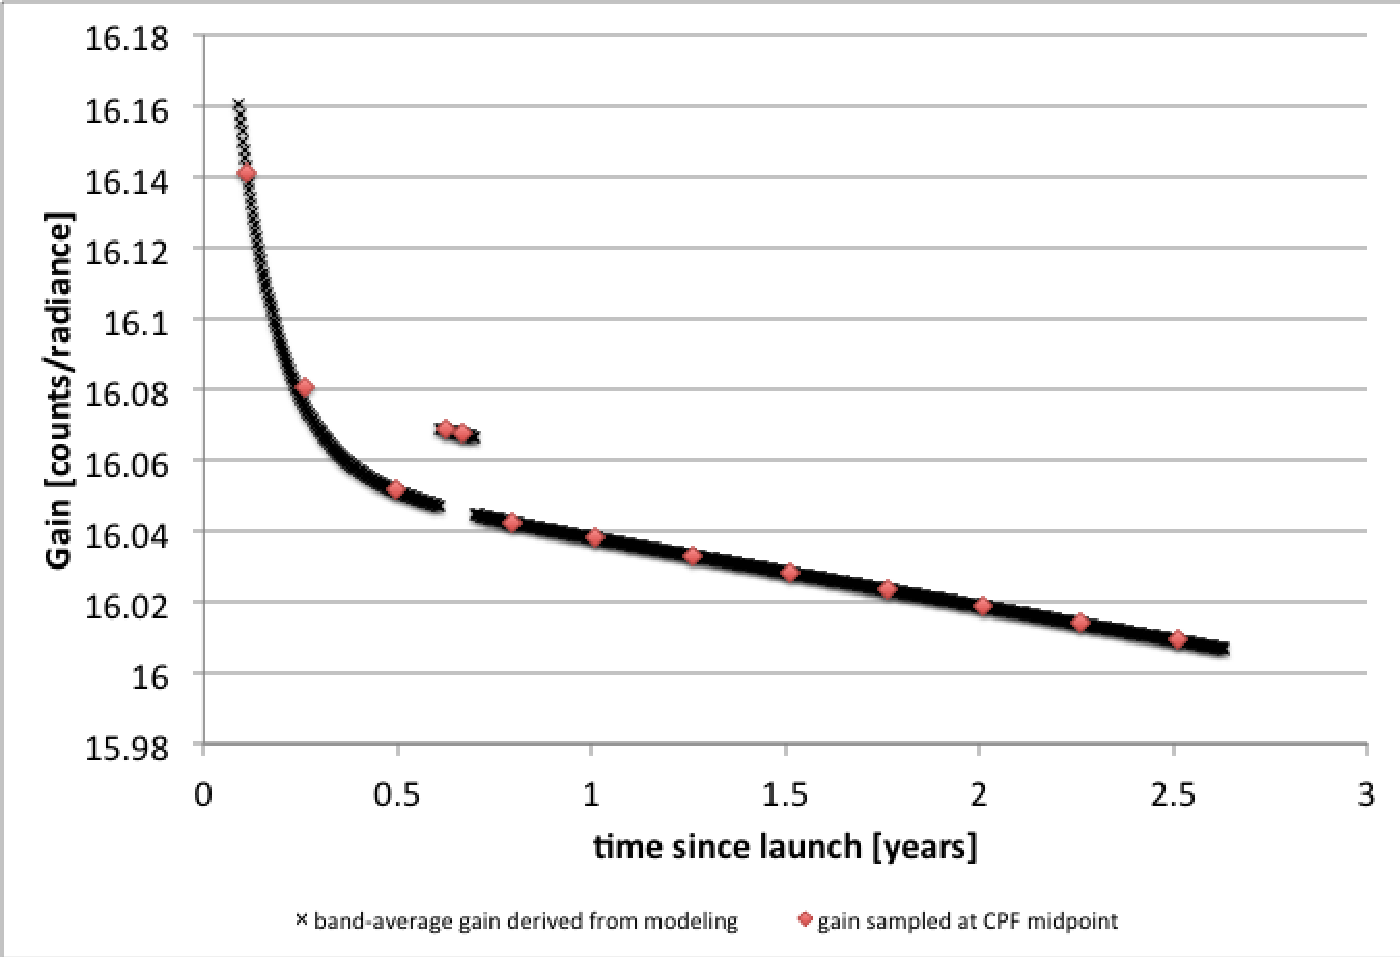 16.18
16.16
16.14
16.12
16.1
16.08
16.06
16.04
16.02
16
15.98
Gain [counts/radiance]
0 0.5 1 1.5 2 2.5 3
time since launch [years]
× band-average gain derived from modeling
gain sampled at CPF midpoint